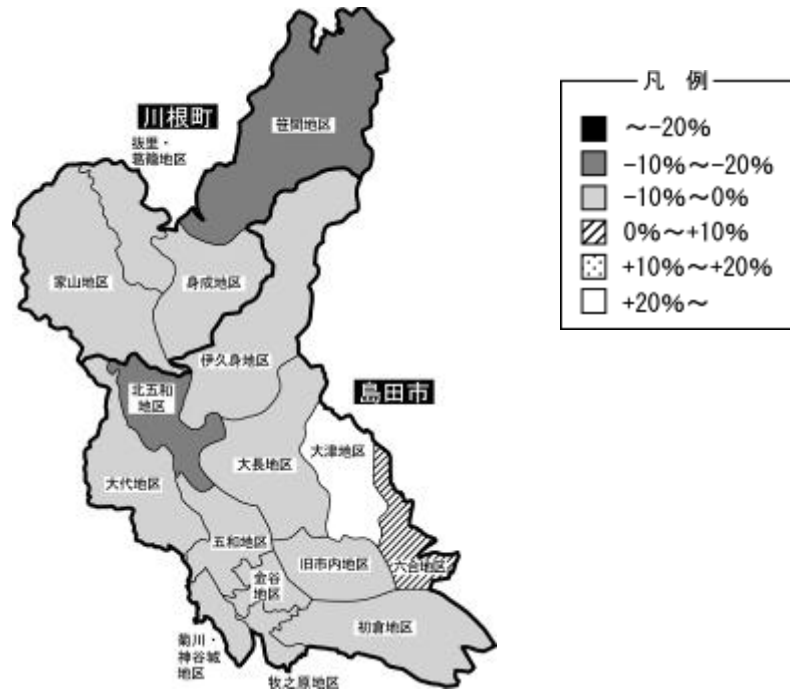 凡 例
～-20%
-10%～-20%
-10%～0%
0%～+10%
+10%～+20%
+20%～
川根町
抜里・
葛籠地区
笹間地区
家山地区
身成地区
伊久身地区
北五和
地区
島田市
大津地区
大長地区
大代地区
五和地区
旧市内地区
六合地区
金谷
地区
初倉地区
菊川・
神谷城
地区
牧之原地区